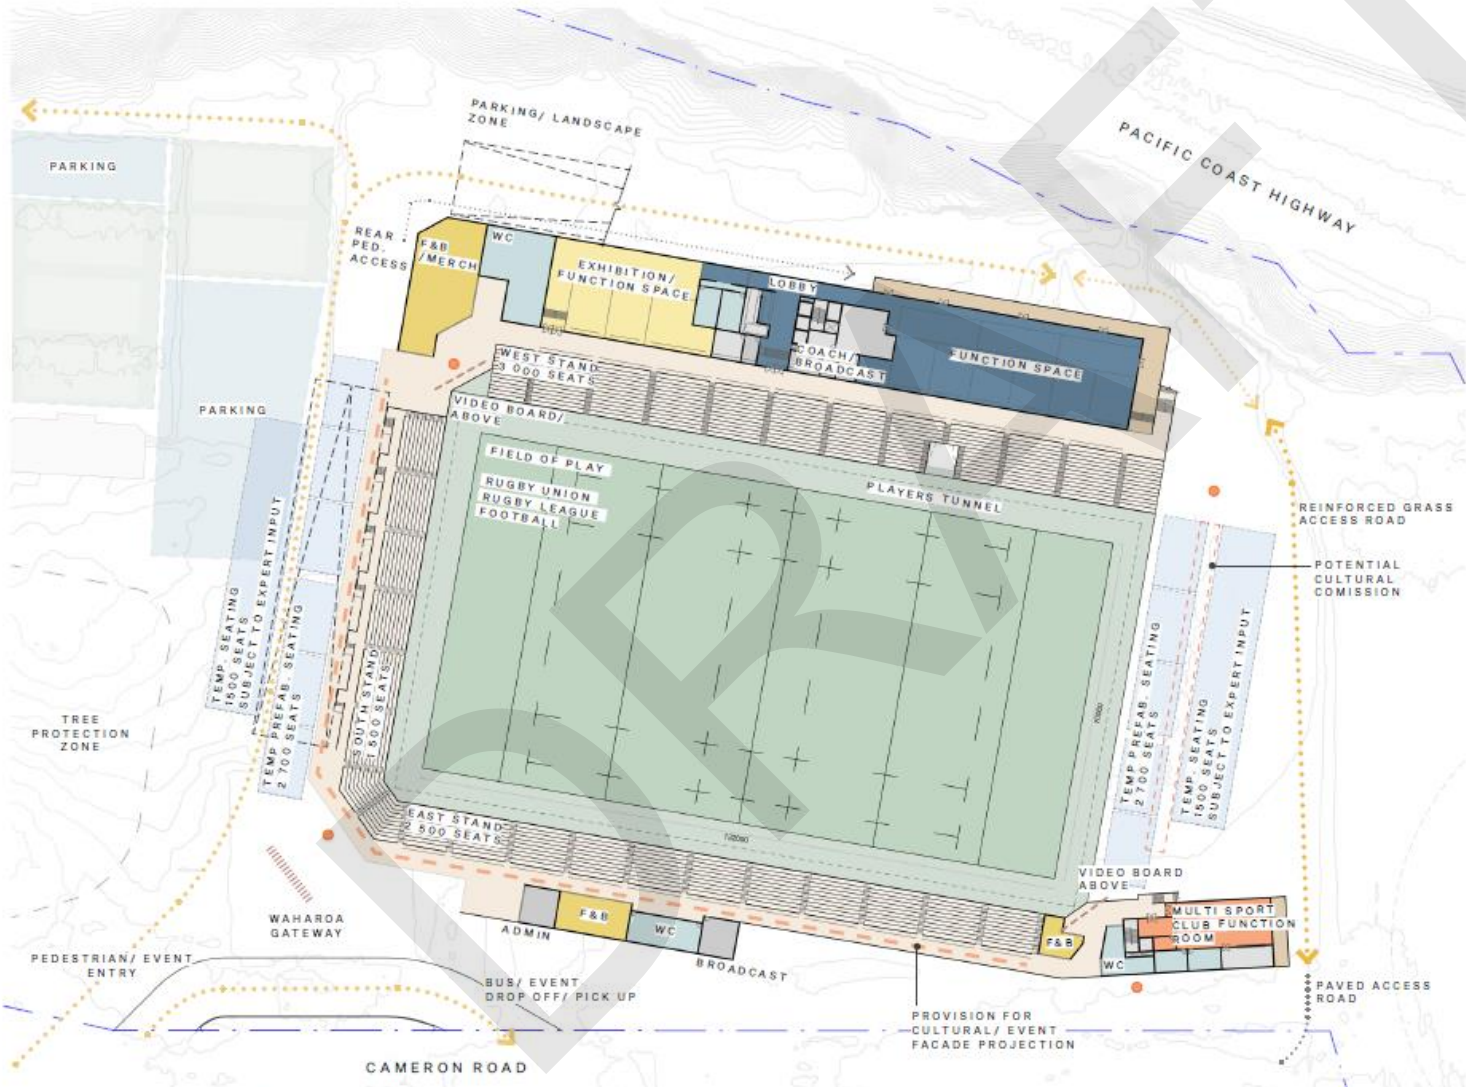 PARKING/ LANDSCAPE
ZONE
PACIFIC COAST HIGHWAY
PARKING
REAR
PED.
ACCESS
F&B
/MERCH
WC
EXHIBITION/
FUNCTION SPACE
LOBBY
COACH/
BROADCAST
FUNCTION SPACE
WEST STAND
3 000 SEATS
PARKING
VIDEO BOARD/
ABOVE
FIELD OF PLAY
RUGBY UNION
RUGBY LEAGUE
FOOTBALL
PLAYERS TUNNEL
REINFORCED GRASS
ACCESS ROAD
POTENTIAL
CULTURAL
COMISSION
TEMP. SEATING
1500 SEATS
SUBJECT TO EXPERT INPUT
TEMP PREFAB. SEATING
2 700 SEATS
SOUTH STAND
1 500 SEATS
TEMP PREFAB. SEATING
2 700 SEATS
TEMP. SEATING
1500 SEATS
SUBJECT TO EXPERT INPUT
TREE
PROTECTION
ZONE
EAST STAND
2 500 SEATS
VIDEO BOARD
ABOVE
WAHAROA
GATEWAY
ADMIN
F&B
WC
BROADCAST
F&B
MULTI SPORT
CLUB FUNCTION
ROOM
WC
PEDESTRIAN/ EVENT
ENTRY
BUS/ EVENT
DROP OFF/ PICK UP
PAVED ACCESS
ROAD
PROVISION FOR
CULTURAL/ EVENT
FACADE PROJECTION
CAMERON ROAD
DRAFT